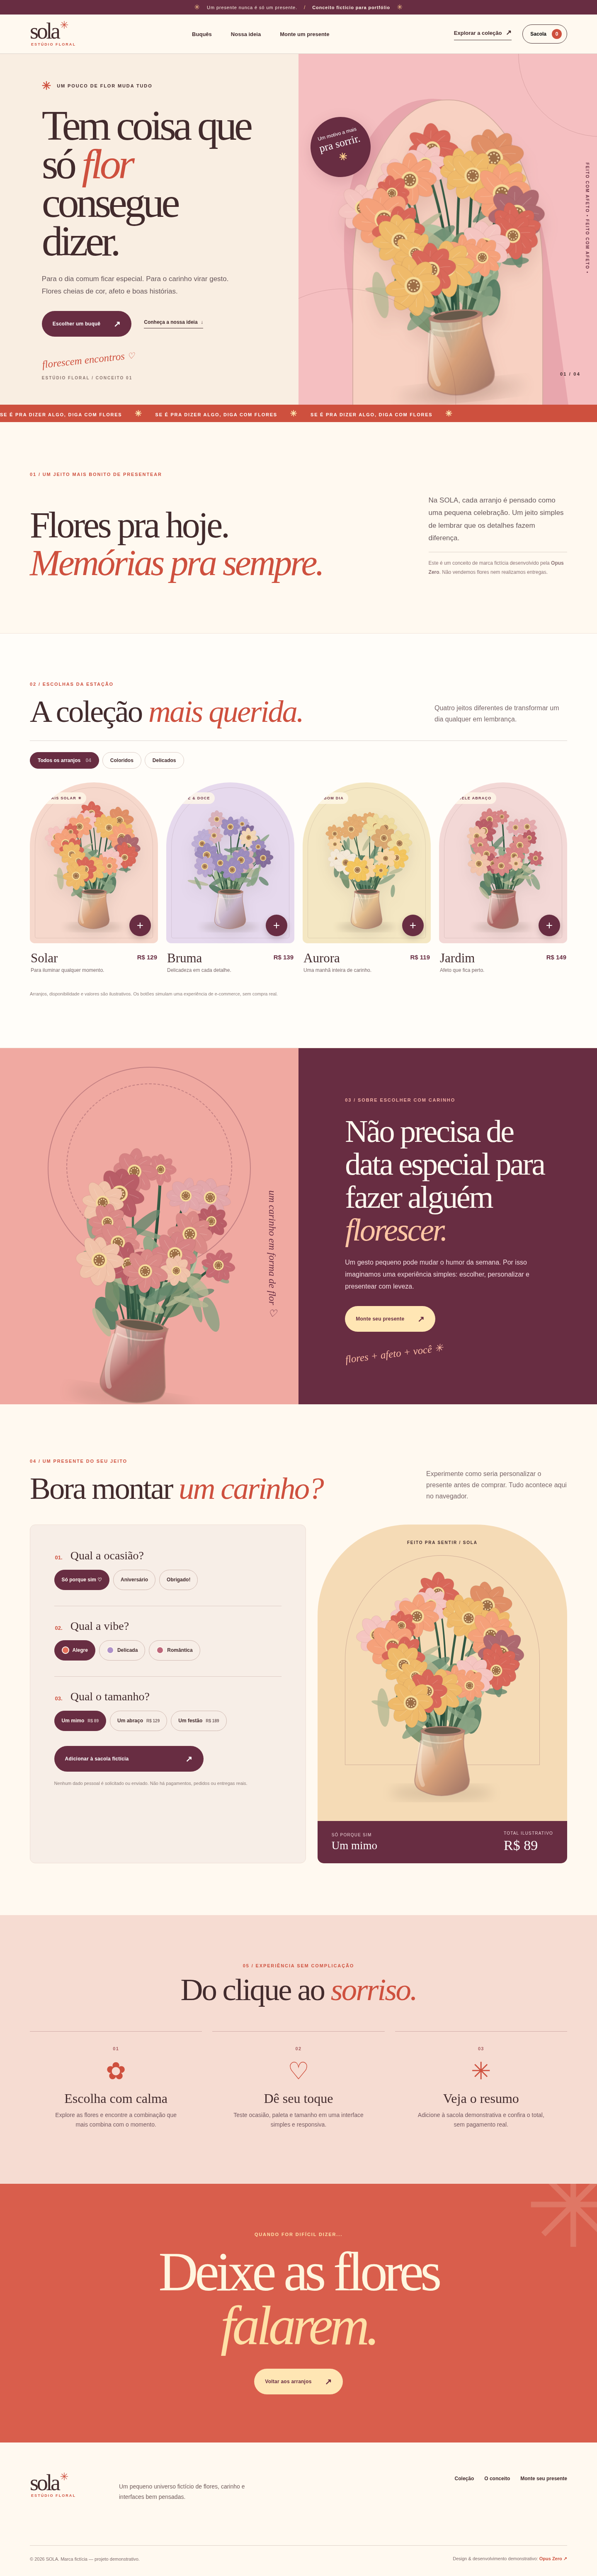 Um presente nunca é só um presente. / Conceito fictício para portfólio
sola
ESTÚDIO FLORAL
Buquês Nossa ideia Monte um presente
Explorar a coleção ↗
Sacola 0
UM POUCO DE FLOR MUDA TUDO
Tem coisa que
só flor
consegue
dizer.
Para o dia comum ficar especial. Para o carinho virar gesto.
Flores cheias de cor, afeto e boas histórias.
Escolher um buquê ↗
Conheça a nossa ideia ↓
florescem encontros ♡
ESTÚDIO FLORAL / CONCEITO 01
Um motivo a mais
pra sorrir.
FEITO COM AFETO • FEITO COM AFETO •
01 / 04
SE É PRA DIZER ALGO, DIGA COM FLORES SE É PRA DIZER ALGO, DIGA COM FLORES SE É PRA DIZER ALGO, DIGA COM FLORES
01 / UM JEITO MAIS BONITO DE PRESENTEAR
Flores pra hoje.
Memórias pra sempre.
Na SOLA, cada arranjo é pensado como
uma pequena celebração. Um jeito simples
de lembrar que os detalhes fazem
diferença.
Este é um conceito de marca fictícia desenvolvido pela Opus
Zero. Não vendemos flores nem realizamos entregas.
02 / ESCOLHAS DA ESTAÇÃO
A coleção mais querida.
Quatro jeitos diferentes de transformar um
dia qualquer em lembrança.
Todos os arranjos 04
Coloridos
Delicados
SOLAR ☀
& DOCE
DIA
ABRAÇO
Solar R$ 129
Para iluminar qualquer momento.
Bruma R$ 139
Delicadeza em cada detalhe.
Aurora R$ 119
Uma manhã inteira de carinho.
Jardim R$ 149
Afeto que fica perto.
Arranjos, disponibilidade e valores são ilustrativos. Os botões simulam uma experiência de e-commerce, sem compra real.
um carinho em forma de flor ♡
03 / SOBRE ESCOLHER COM CARINHO
Não precisa de
data especial para
fazer alguém
florescer.
Um gesto pequeno pode mudar o humor da semana. Por isso
imaginamos uma experiência simples: escolher, personalizar e
presentear com leveza.
Monte seu presente ↗
flores + afeto + você ✳
04 / UM PRESENTE DO SEU JEITO
Bora montar um carinho?
Experimente como seria personalizar o
presente antes de comprar. Tudo acontece aqui
no navegador.
01. Qual a ocasião?
Só porque sim ♡
Aniversário
Obrigado!
02. Qual a vibe?
Alegre
Delicada
Romântica
03. Qual o tamanho?
Um mimo R$ 89
Um abraço R$ 129
Um festão R$ 189
Adicionar à sacola fictícia ↗
Nenhum dado pessoal é solicitado ou enviado. Não há pagamentos, pedidos ou entregas reais.
FEITO PRA SENTIR / SOLA
SÓ PORQUE SIM
Um mimo
TOTAL ILUSTRATIVO
R$ 89
05 / EXPERIÊNCIA SEM COMPLICAÇÃO
Do clique ao sorriso.
01
Escolha com calma
Explore as flores e encontre a combinação que
mais combina com o momento.
02
Dê seu toque
Teste ocasião, paleta e tamanho em uma interface
simples e responsiva.
03
Veja o resumo
Adicione à sacola demonstrativa e confira o total,
sem pagamento real.
QUANDO FOR DIFÍCIL DIZER...
Deixe as flores
falarem.
Voltar aos arranjos ↗
sola
ESTÚDIO FLORAL
Um pequeno universo fictício de flores, carinho e
interfaces bem pensadas.
Coleção O conceito Monte seu presente
© 2026 SOLA. Marca fictícia — projeto demonstrativo.
Design & desenvolvimento demonstrativo: Opus Zero ↗